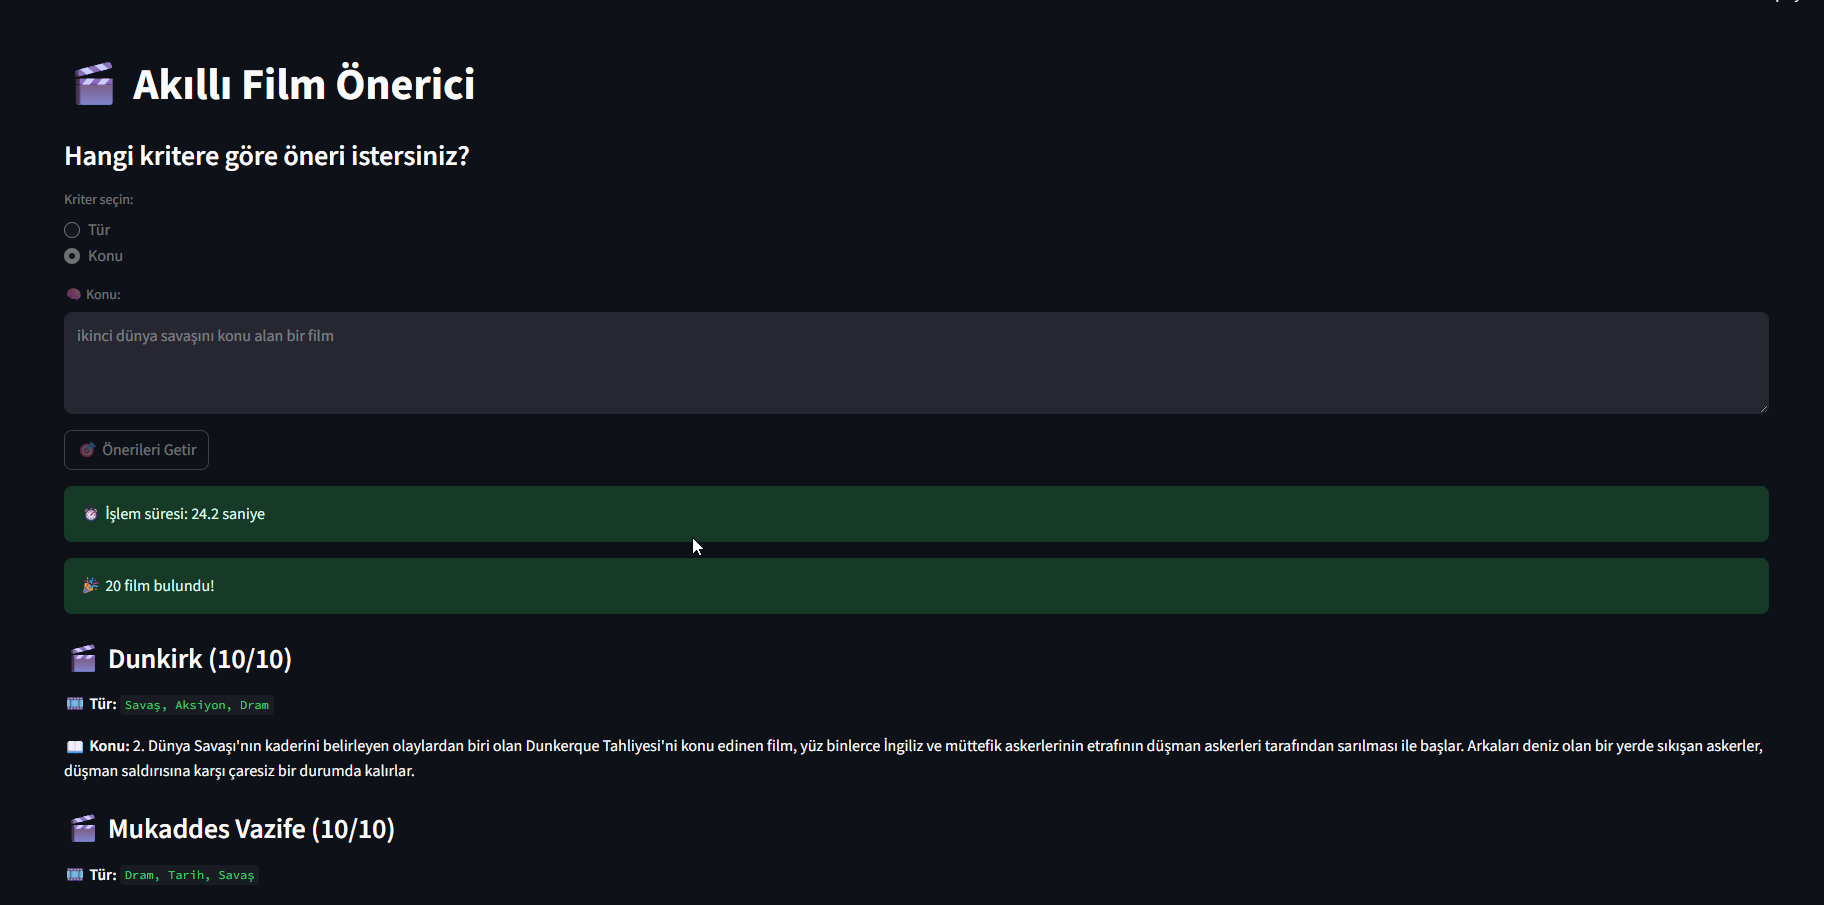 Akıllı Film Önerici
Hangi kritere göre öneri istersiniz?
Kriter seçin:
Tür
Konu
Konu:
ikinci dünya savaşını konu alan bir film
Önerileri Getir
İşlem süresi: 24.2 saniye
20 film bulundu!
Dunkirk (10/10)
Tür: Savaş, Aksiyon, Dram
Konu: 2. Dünya Savaşı'nın kaderini belirleyen olaylardan biri olan Dunkerque Tahliyesi'ni konu edinen film, yüz binlerce İngiliz ve müttefik askerlerinin etrafının düşman askerleri tarafından sarılması ile başlar. Arkaları deniz olan bir yerde sıkışan askerler,
düşman saldırısına karşı çaresiz bir durumda kalırlar.
Mukaddes Vazife (10/10)
Tür: Dram, Tarih, Savaş